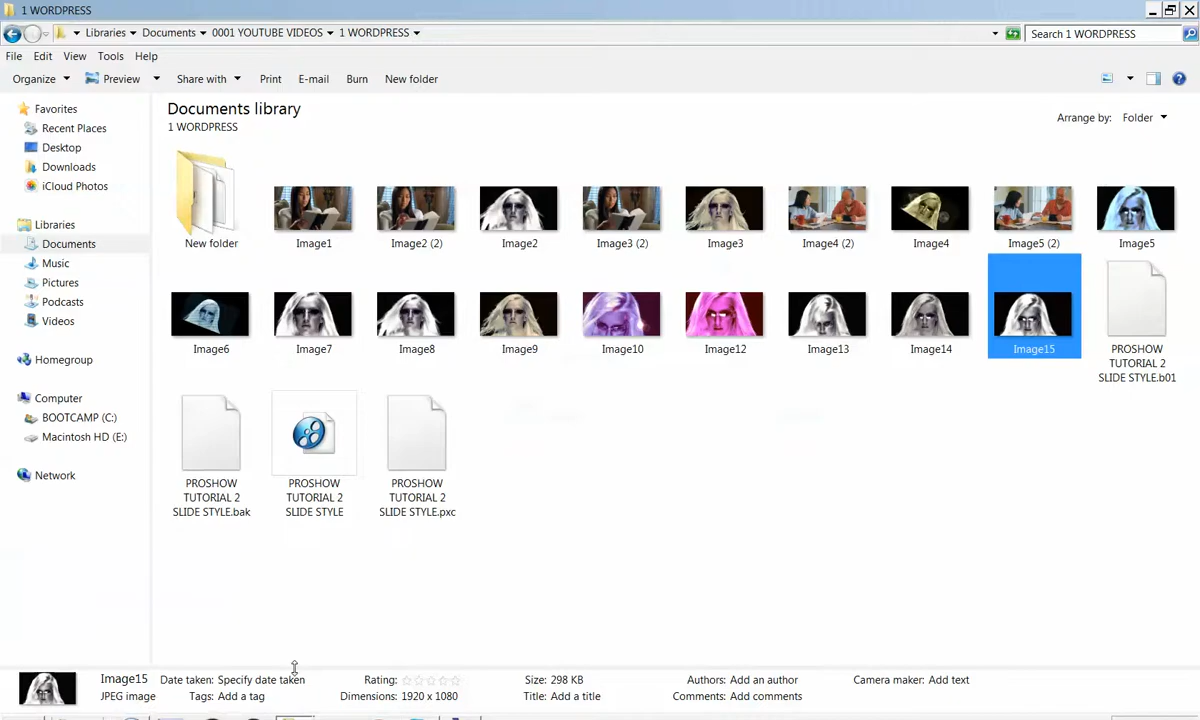 1 WORDPRESS
Libraries Documents 0001 YOUTUBE VIDEOS 1 WORDPRESS Search 1 WORDPRESS
File Edit View Tools Help
Organize Preview Share with Print E-mail Burn New folder
Favorites
Recent Places
Desktop
Downloads
iCloud Photos
Libraries
Documents
Music
Pictures
Podcasts
Videos
Homegroup
Computer
BOOTCAMP (C:)
Macintosh HD (E:)
Network
Documents library
1 WORDPRESS
Arrange by: Folder
New folder Image1 Image2 (2) Image2 Image3 (2) Image3 Image4 (2) Image4 Image5 (2) Image5
Image6 Image7 Image8 Image9 Image10 Image12 Image13 Image14 Image15 PROSHOW
TUTORIAL 2
SLIDE STYLE.b01
PROSHOW PROSHOW PROSHOW
TUTORIAL 2 TUTORIAL 2 TUTORIAL 2
SLIDE STYLE.bak SLIDE STYLE SLIDE STYLE.pxc
Image15 Date taken: Specify date taken Rating: Size: 298 KB Authors: Add an author Camera maker: Add text
JPEG image Tags: Add a tag Dimensions: 1920 x 1080 Title: Add a title Comments: Add comments